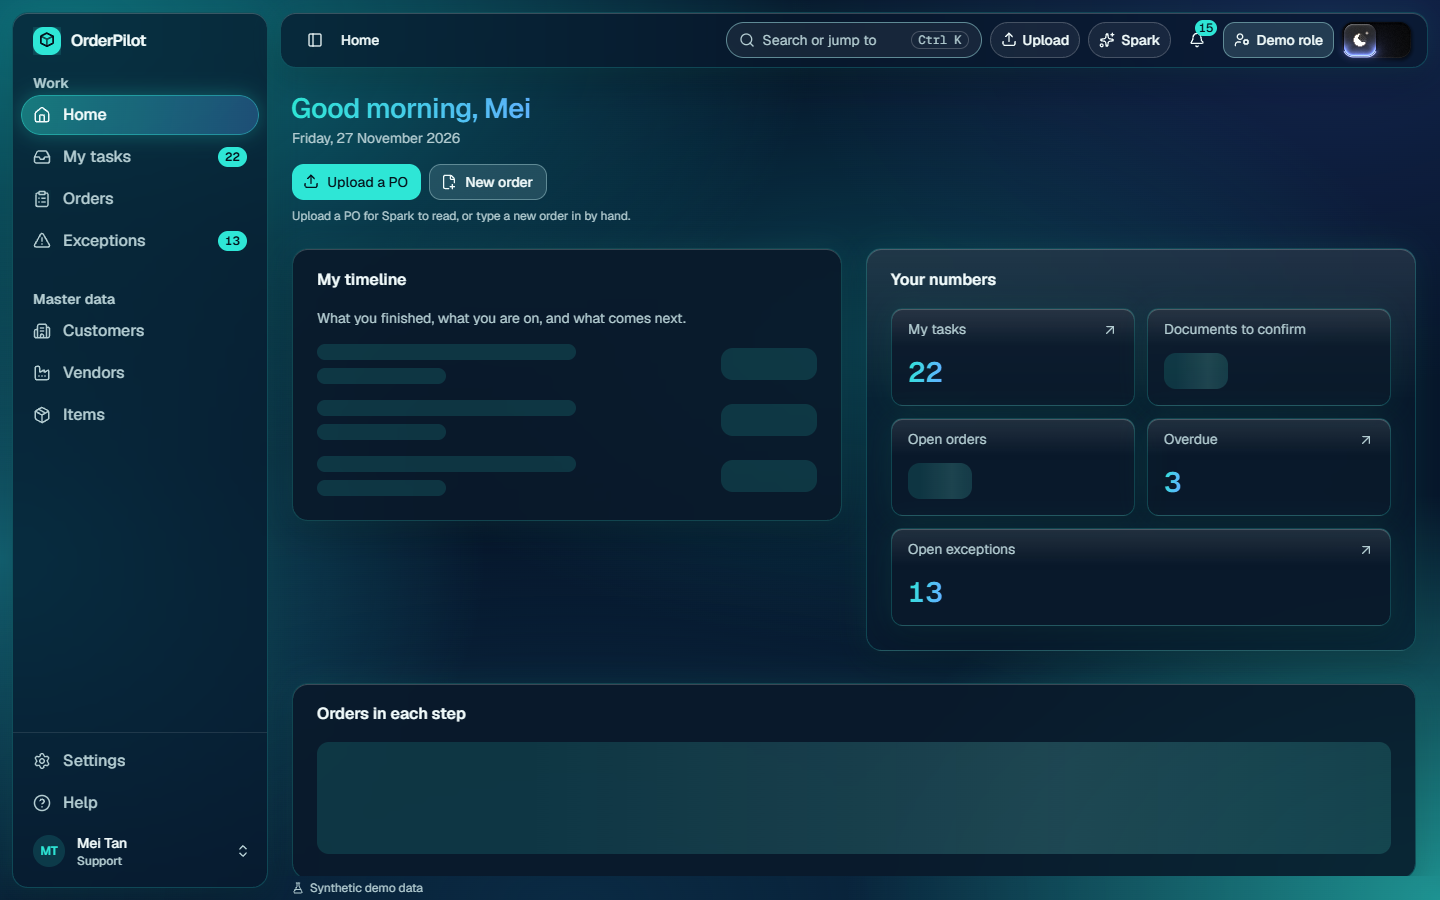 OrderPilot
Work
Home
My tasks 22
Orders
Exceptions 13
Master data
Customers
Vendors
Items
Settings
Help
MT
Mei Tan
Support
Home
Search or jump to Ctrl K
Upload
Spark
15
Demo role
Good morning, Mei
Friday, 27 November 2026
Upload a PO
New order
Upload a PO for Spark to read, or type a new order in by hand.
My timeline
What you finished, what you are on, and what comes next.
Your numbers
My tasks
22
Documents to confirm
Open orders
Overdue
3
Open exceptions
13
Orders in each step
Synthetic demo data